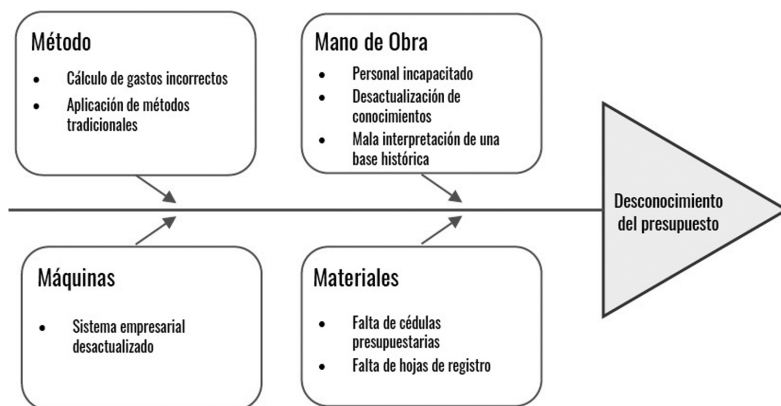 Método
• Cálculo de gastos incorrectos
• Aplicación de métodos
tradicionales
Mano de Obra
• Personal incapacitado
• Desactualización de
conocimientos
• Mala interpretación de una
base histórica
Desconocimiento
del presupuesto
Máquinas
• Sistema empresarial
desactualizado
Materiales
• Falta de cédulas
presupuestarias
• Falta de hojas de registro